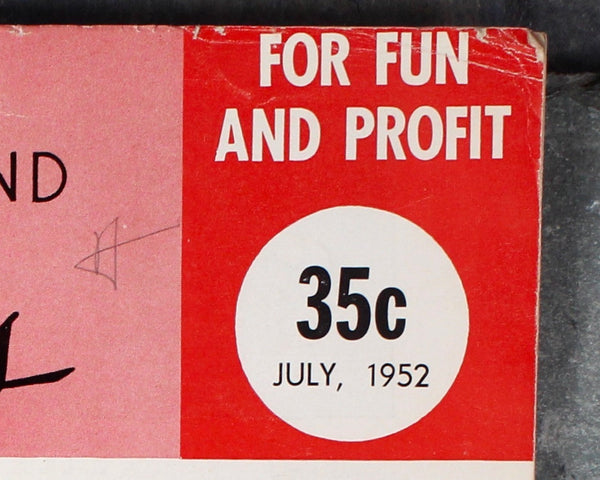 FOR FUN
AND PROFIT
ND
35c
JULY, 1952